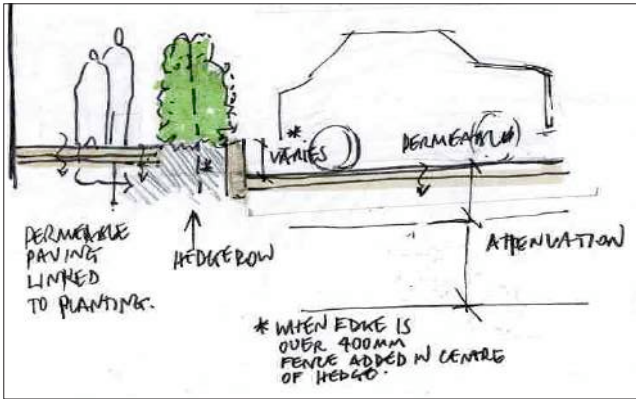 *
VARIES
PERMEABLE
PERMEABLE
PAVING
LINKED
TO PLANTING.
HEDGEROW
ATTENUATION
* WHEN EDGE IS
OVER 400MM
FENCE ADDED IN CENTRE
OF HEDGE.